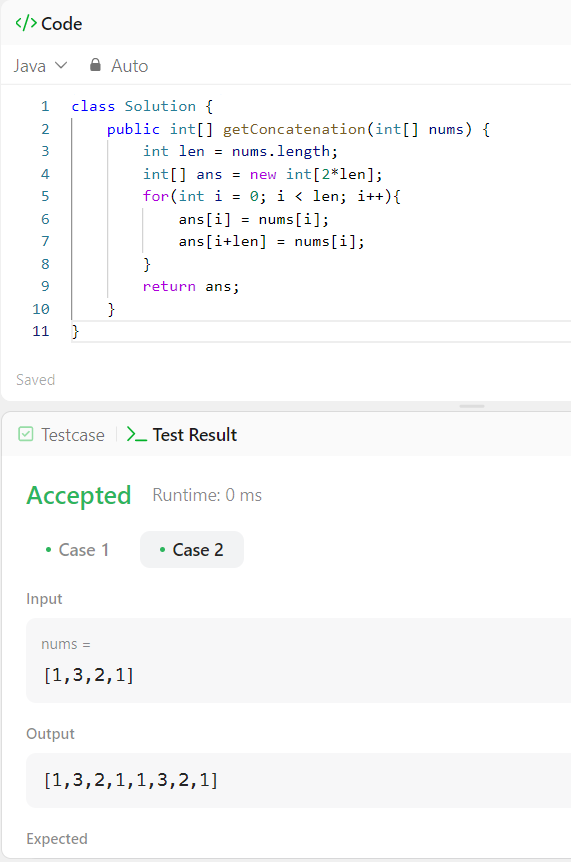 </> Code
Java Auto
1 class Solution {
2 public int[] getConcatenation(int[] nums) {
3 int len = nums.length;
4 int[] ans = new int[2*len];
5 for(int i = 0; i < len; i++){
6 ans[i] = nums[i];
7 ans[i+len] = nums[i];
8 }
9 return ans;
10 }
11 }
Saved
Testcase >_ Test Result
Accepted Runtime: 0 ms
• Case 1 • Case 2
Input
nums =
[1,3,2,1]
Output
[1,3,2,1,1,3,2,1]
Expected